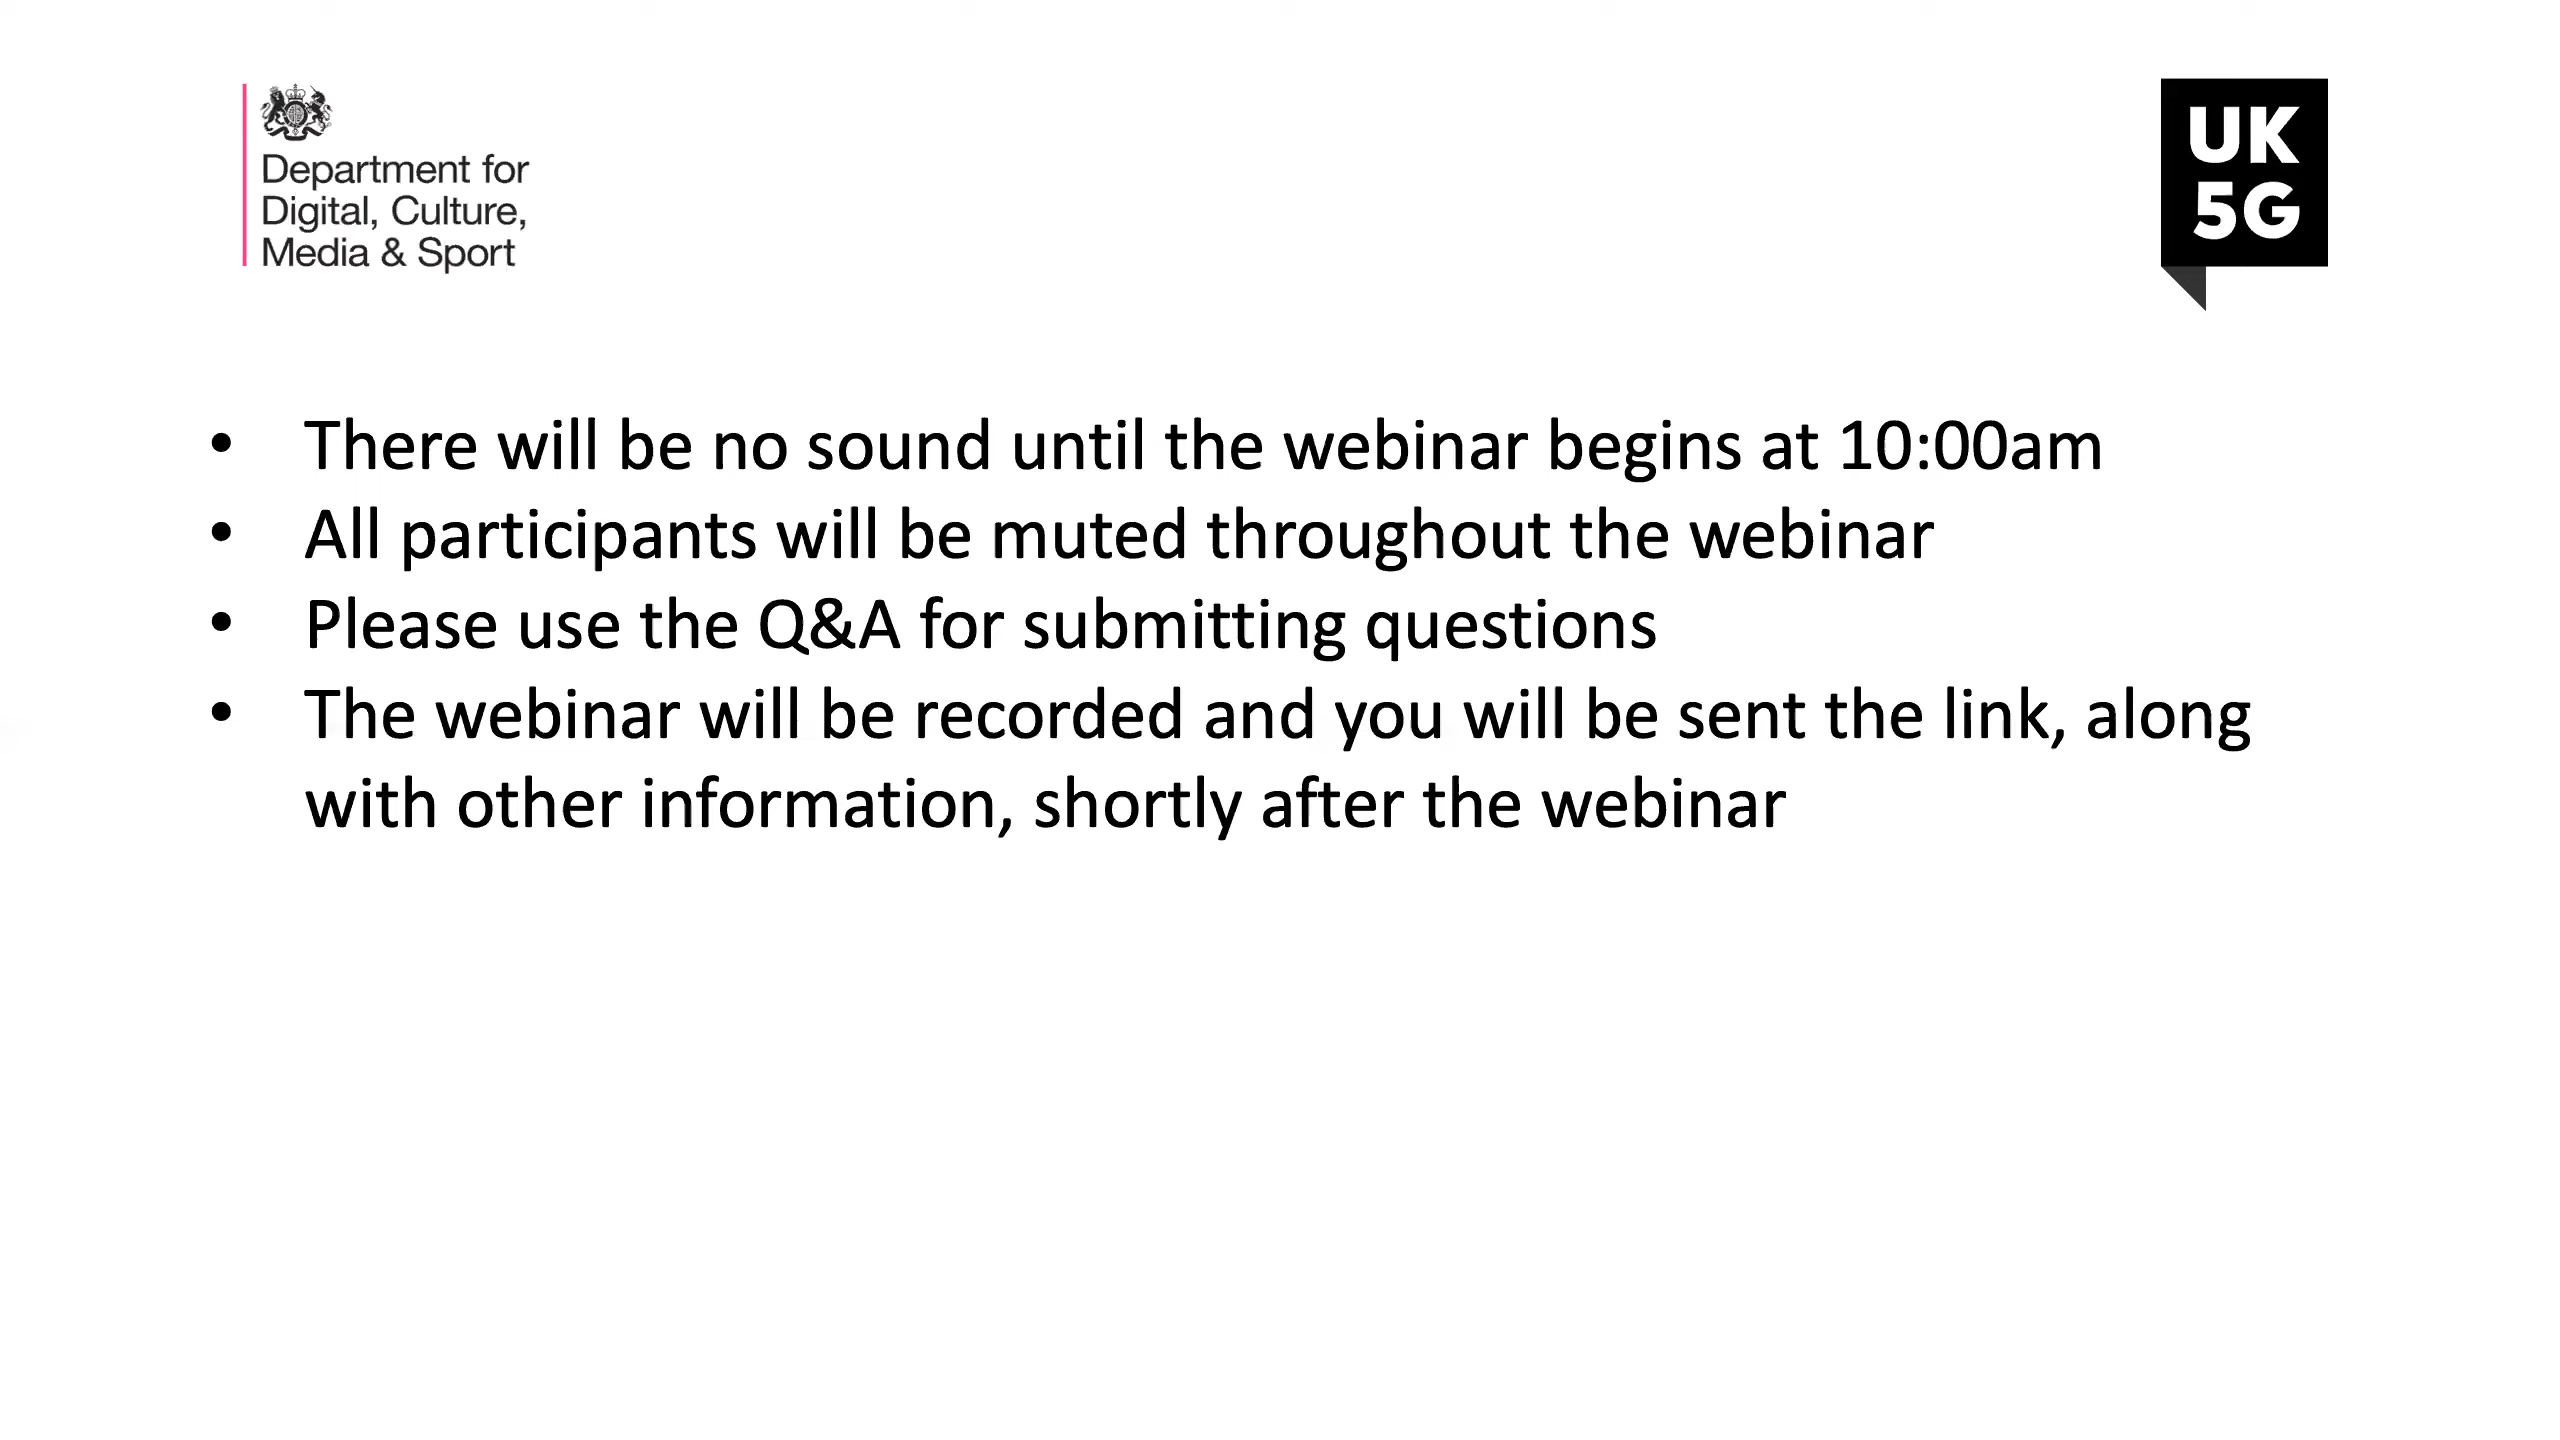 Department for
Digital, Culture,
Media & Sport
UK
5G
• There will be no sound until the webinar begins at 10:00am
• All participants will be muted throughout the webinar
• Please use the Q&A for submitting questions
• The webinar will be recorded and you will be sent the link, along
with other information, shortly after the webinar